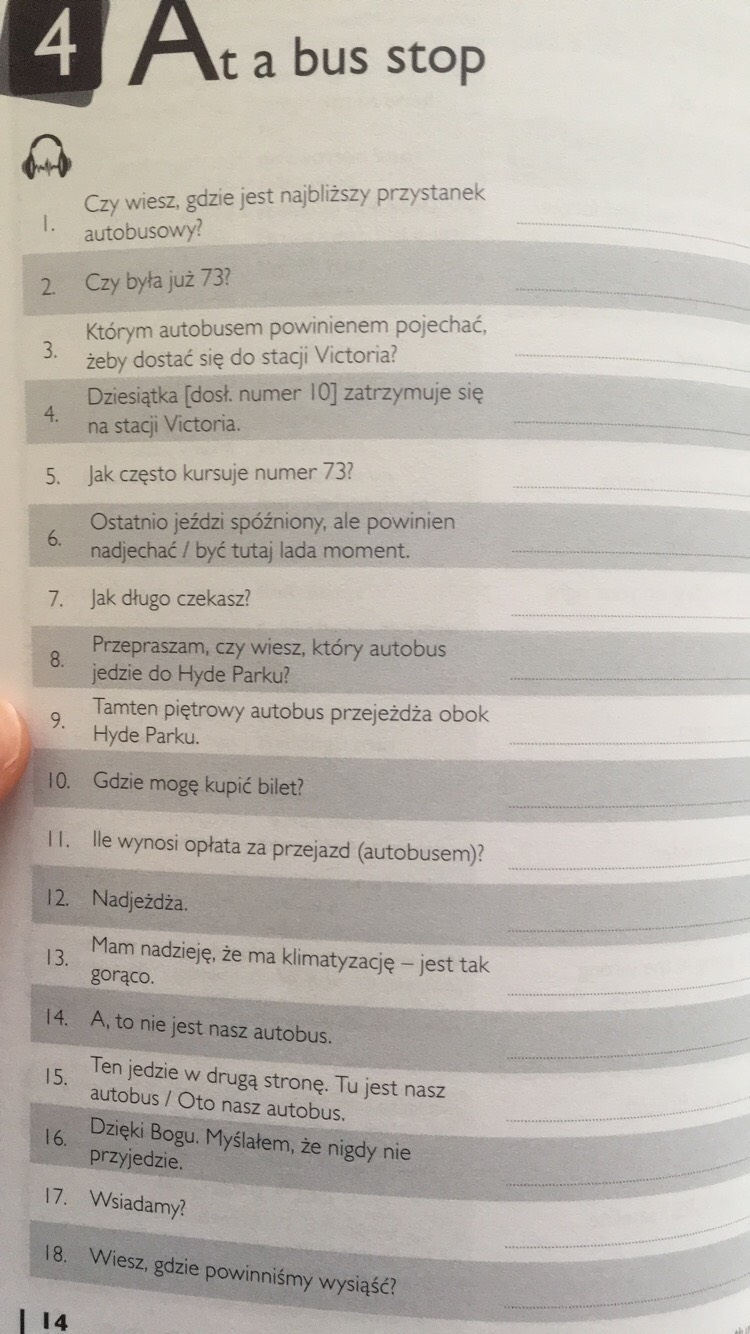 4 At a bus stop
1. Czy wiesz, gdzie jest najbliższy przystanek
autobusowy?
2. Czy była już 73?
3. Którym autobusem powinienem pojechać,
żeby dostać się do stacji Victoria?
4. Dziesiątka [dosł. numer 10] zatrzymuje się
na stacji Victoria.
5. Jak często kursuje numer 73?
6. Ostatnio jeździ spóźniony, ale powinien
nadjechać / być tutaj lada moment.
7. Jak długo czekasz?
8. Przepraszam, czy wiesz, który autobus
jedzie do Hyde Parku?
9. Tamten piętrowy autobus przejeżdża obok
Hyde Parku.
10. Gdzie mogę kupić bilet?
11. Ile wynosi opłata za przejazd (autobusem)?
12. Nadjeżdża.
13. Mam nadzieję, że ma klimatyzację – jest tak
gorąco.
14. A, to nie jest nasz autobus.
15. Ten jedzie w drugą stronę. Tu jest nasz
autobus / Oto nasz autobus.
16. Dzięki Bogu. Myślałem, że nigdy nie
przyjedzie.
17. Wsiadamy?
18. Wiesz, gdzie powinniśmy wysiąść?
| 14